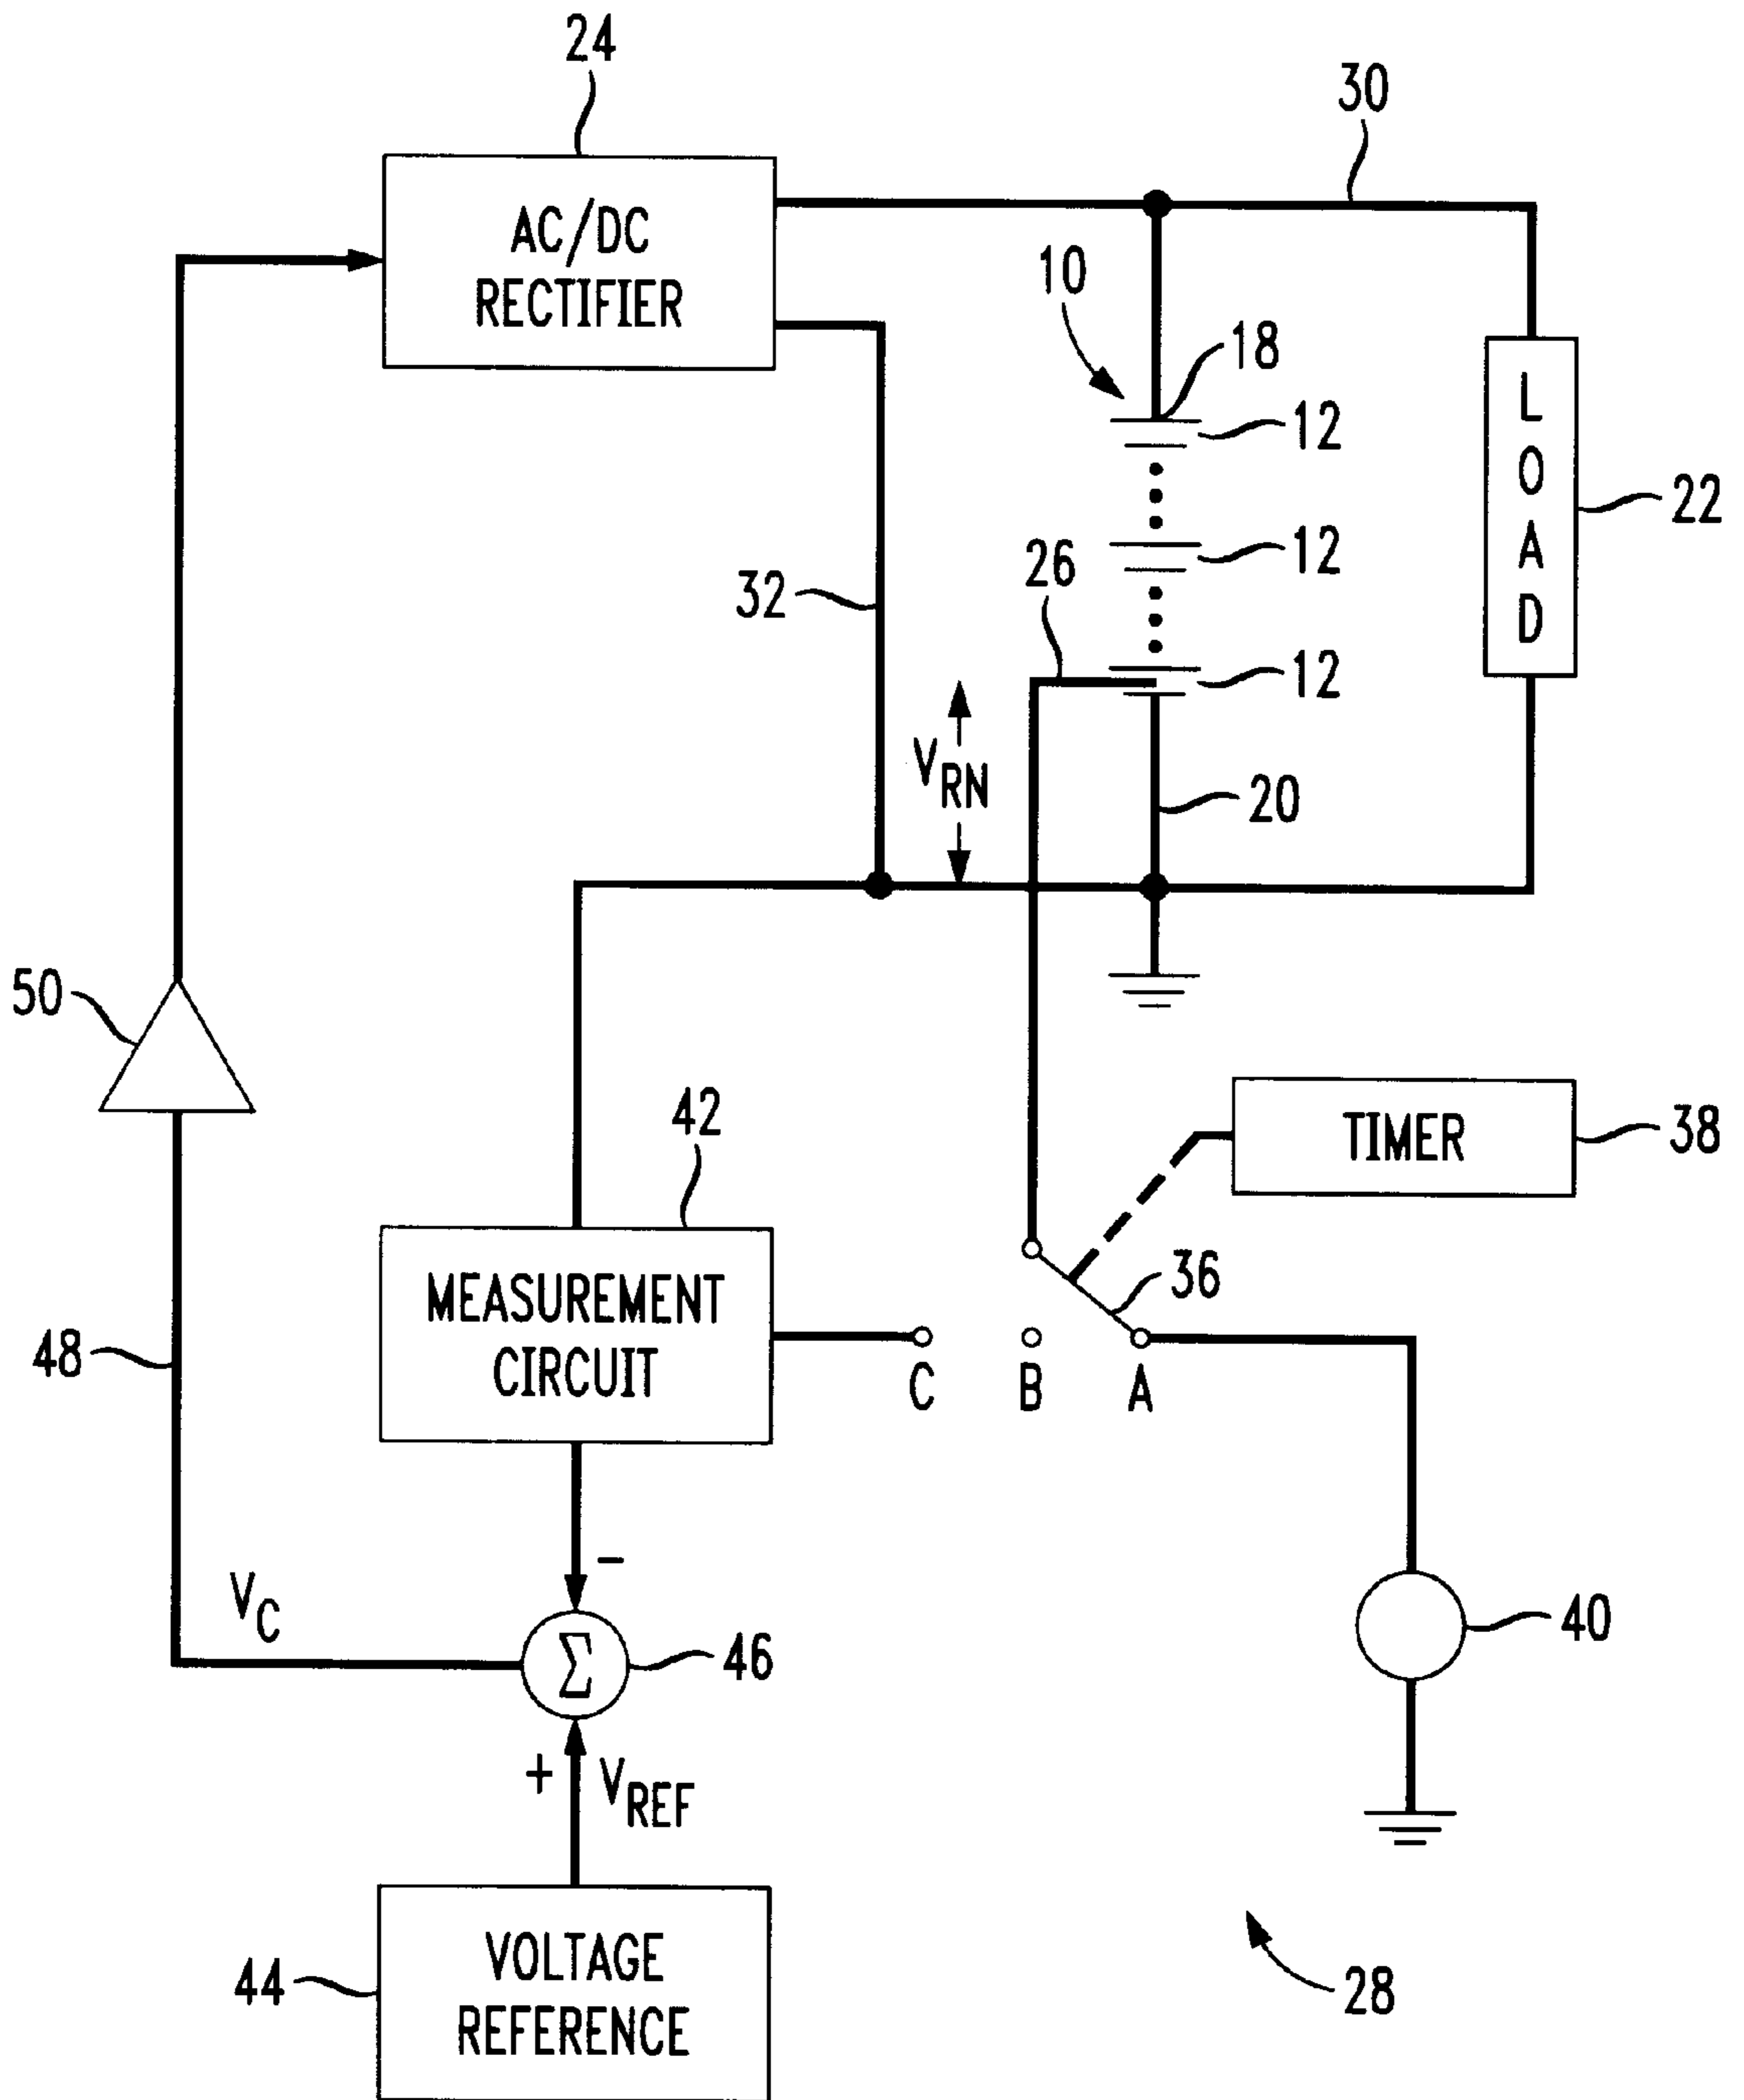 24
30
AC/DC
RECTIFIER
10
18
12
LOAD
22
12
26
32
12
V_RN
20
50
42
TIMER
38
MEASUREMENT
CIRCUIT
36
48
C B A
V_C
-
Σ
46
40
+ V_REF
VOLTAGE
REFERENCE
44
28